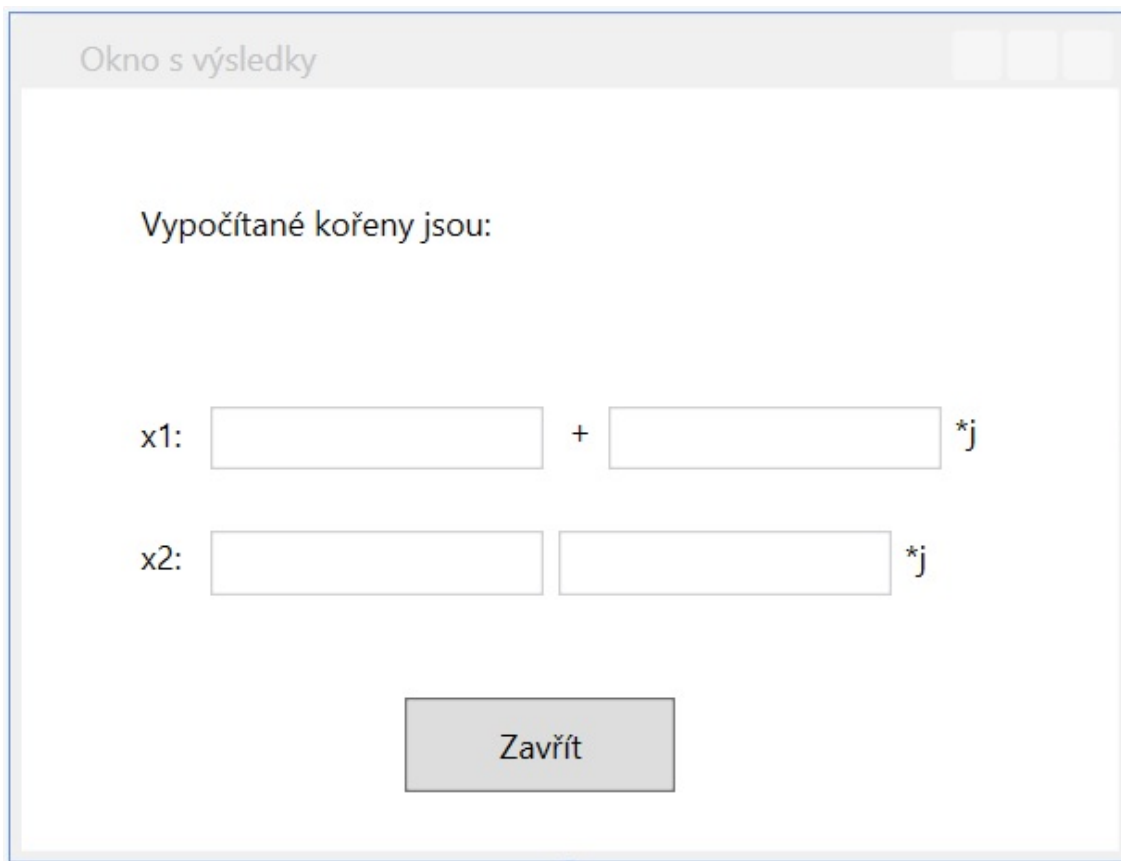 Okno s výsledky
Vypočítané kořeny jsou:
x1: + *j
x2: *j
Zavřít